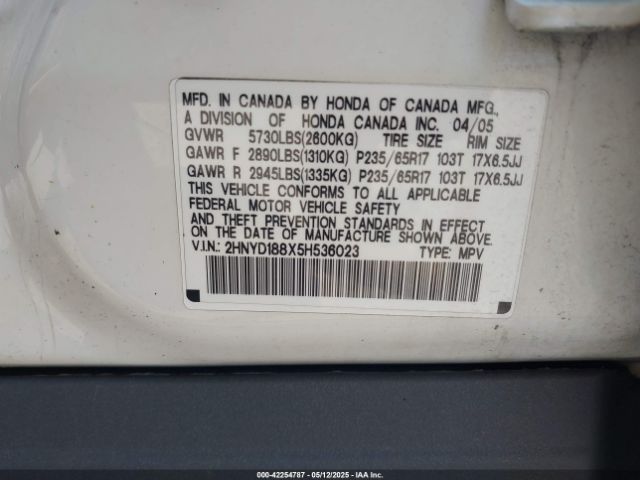 MFD. IN CANADA BY HONDA OF CANADA MFG.,
A DIVISION OF HONDA CANADA INC. 04/05
GVWR 5730LBS(2600KG) TIRE SIZE RIM SIZE
GAWR F 2890LBS(1310KG) P235/65R17 103T 17X6.5JJ
GAWR R 2945LBS(1335KG) P235/65R17 103T 17X6.5JJ
THIS VEHICLE CONFORMS TO ALL APPLICABLE
FEDERAL MOTOR VEHICLE SAFETY
AND THEFT PREVENTION STANDARDS IN EFFECT
ON THE DATE OF MANUFACTURE SHOWN ABOVE.
V.I.N.: 2HNYD188X5H536023 TYPE: MPV
000-42254787 - 05/12/2025 - IAAI.COM